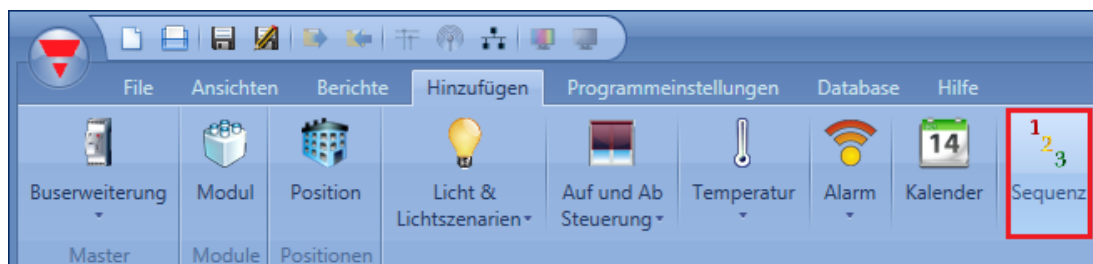 File Ansichten Berichte Hinzufügen Programmeinstellungen Database Hilfe
14
1
2
3
Buserweiterung Modul Position Licht & Auf und Ab Temperatur Alarm Kalender Sequenz
Lichtszenarien Steuerung
Master Module Positionen